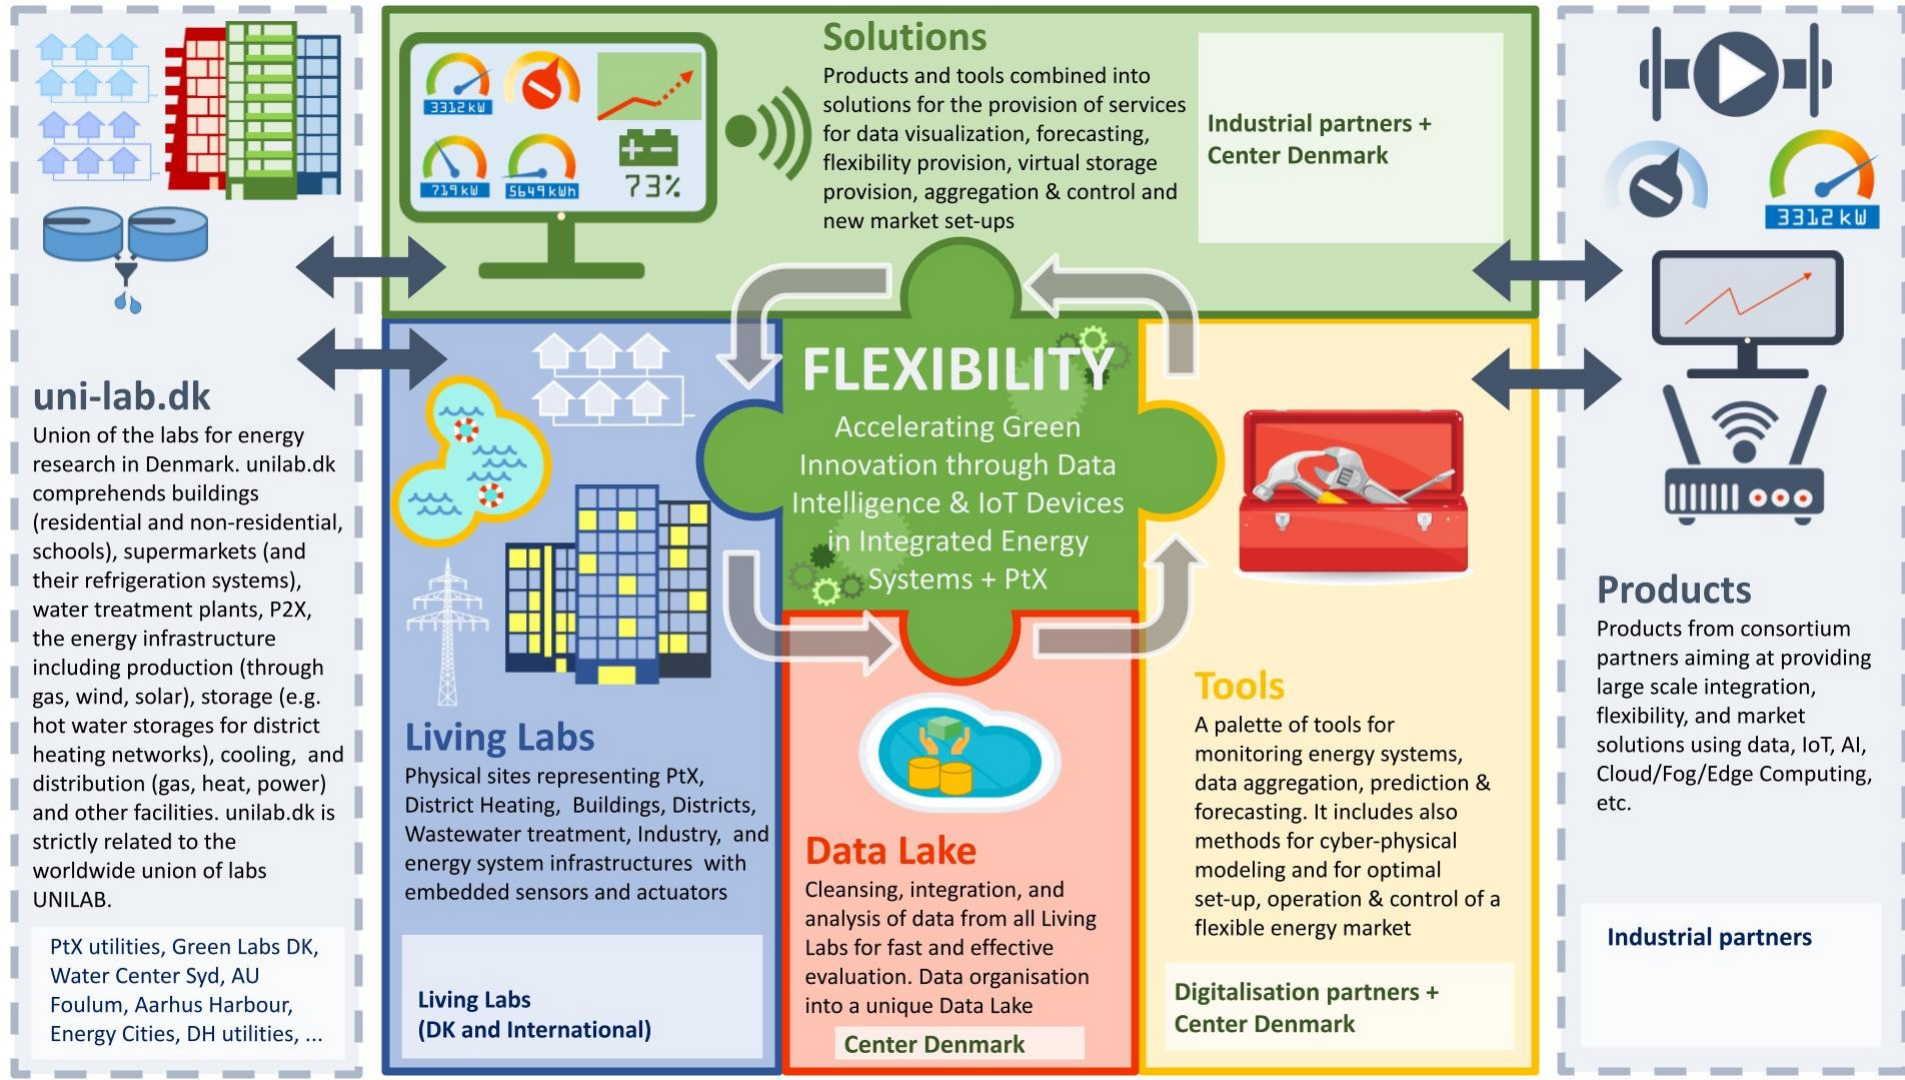 uni-lab.dk
Union of the labs for energy
research in Denmark. unilab.dk
comprehends buildings
(residential and non-residential,
schools), supermarkets (and
their refrigeration systems),
water treatment plants, P2X,
the energy infrastructure
including production (through
gas, wind, solar), storage (e.g.
hot water storages for district
heating networks), cooling, and
distribution (gas, heat, power)
and other facilities. unilab.dk is
strictly related to the
worldwide union of labs
UNILAB.
PtX utilities, Green Labs DK,
Water Center Syd, AU
Foulum, Aarhus Harbour,
Energy Cities, DH utilities, ...
3312 kW
719 kW
5649 kWh
73%
Solutions
Products and tools combined into
solutions for the provision of services
for data visualization, forecasting,
flexibility provision, virtual storage
provision, aggregation & control and
new market set-ups
Industrial partners +
Center Denmark
FLEXIBILITY
Accelerating Green
Innovation through Data
Intelligence & IoT Devices
in Integrated Energy
Systems + PtX
Living Labs
Physical sites representing PtX,
District Heating, Buildings, Districts,
Wastewater treatment, Industry, and
energy system infrastructures with
embedded sensors and actuators
Living Labs
(DK and International)
Data Lake
Cleansing, integration, and
analysis of data from all Living
Labs for fast and effective
evaluation. Data organisation
into a unique Data Lake
Center Denmark
Tools
A palette of tools for
monitoring energy systems,
data aggregation, prediction &
forecasting. It includes also
methods for cyber-physical
modeling and for optimal
set-up, operation & control of a
flexible energy market
Digitalisation partners +
Center Denmark
3312 kW
Products
Products from consortium
partners aiming at providing
large scale integration,
flexibility, and market
solutions using data, IoT, AI,
Cloud/Fog/Edge Computing,
etc.
Industrial partners